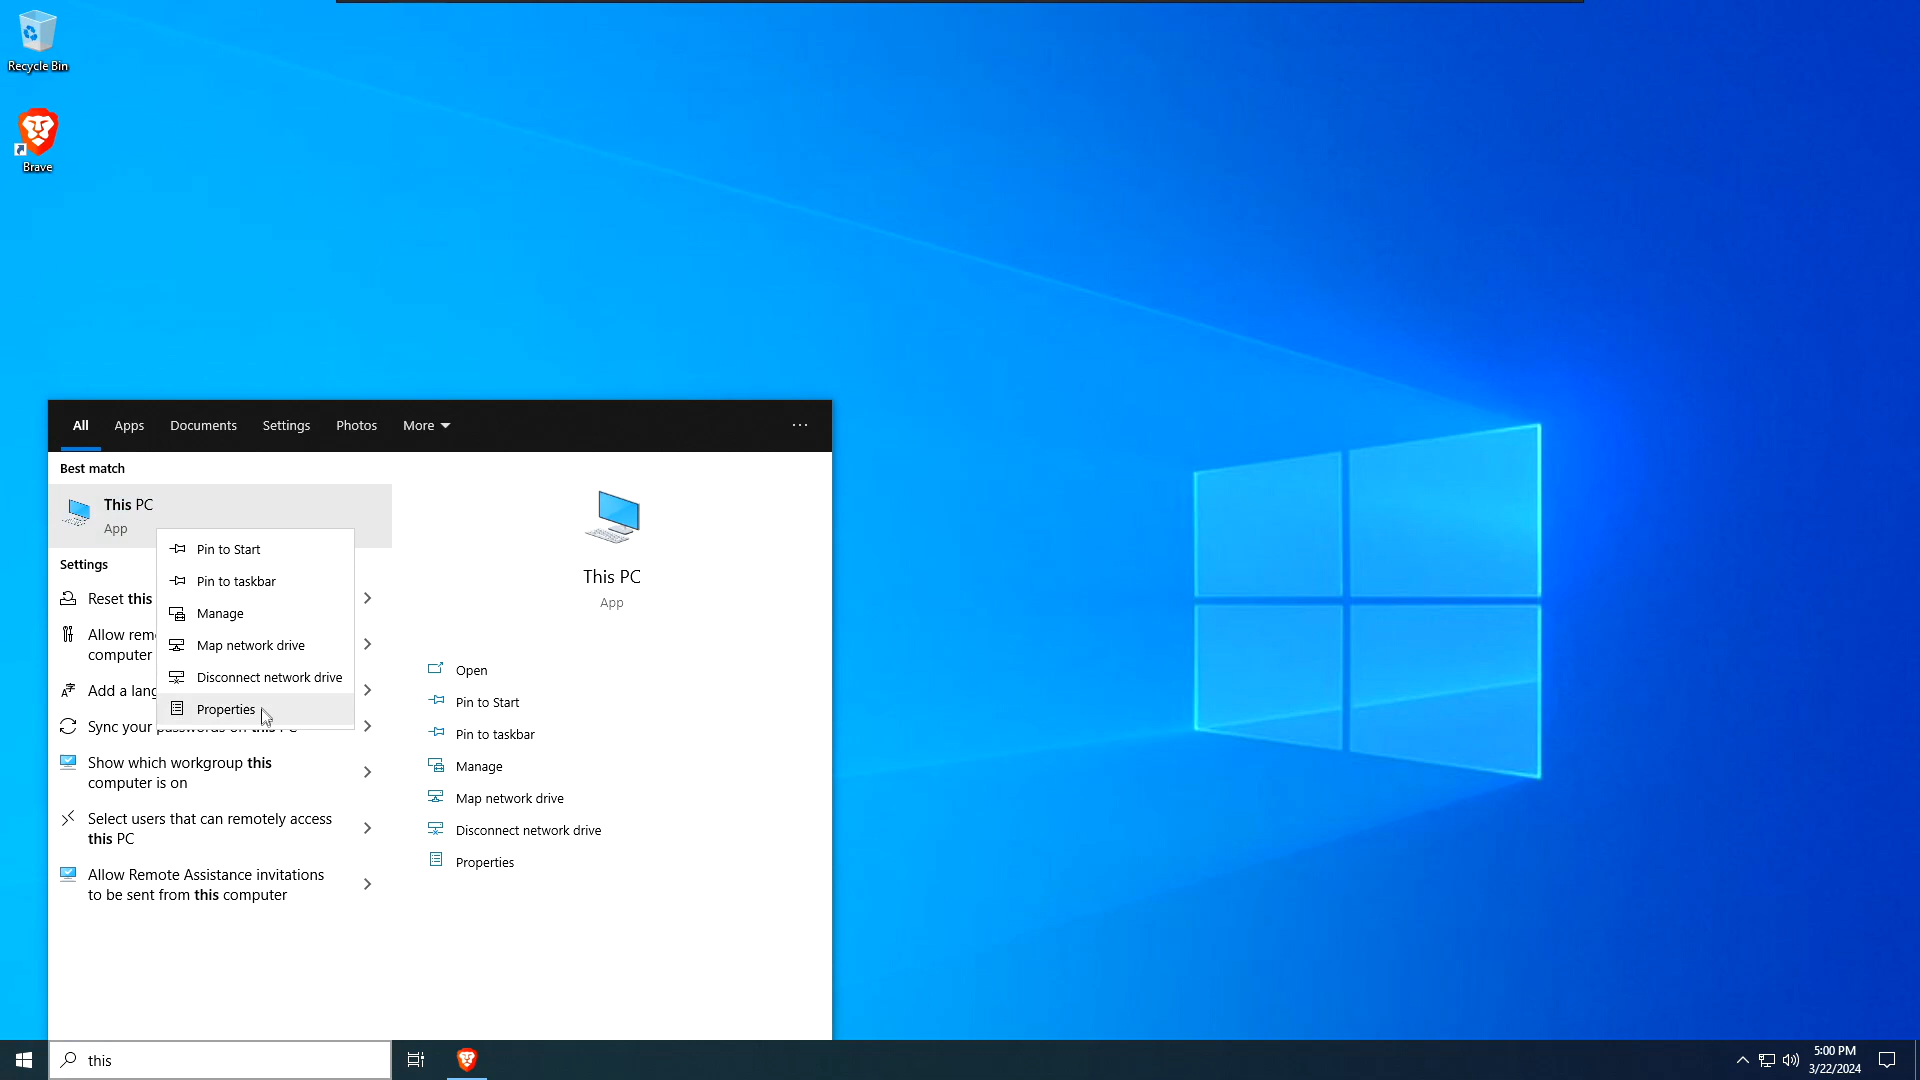 Recycle Bin
Brave
All
Apps
Documents
Settings
Photos
More
Best match
This PC
App
Settings
Reset this
Allow rem
computer
Add a lang
Sync your passwords on this PC
Show which workgroup this
computer is on
Select users that can remotely access
this PC
Allow Remote Assistance invitations
to be sent from this computer
Pin to Start
Pin to taskbar
Manage
Map network drive
Disconnect network drive
Properties
This PC
App
Open
Pin to Start
Pin to taskbar
Manage
Map network drive
Disconnect network drive
Properties
this
5:00 PM
3/22/2024